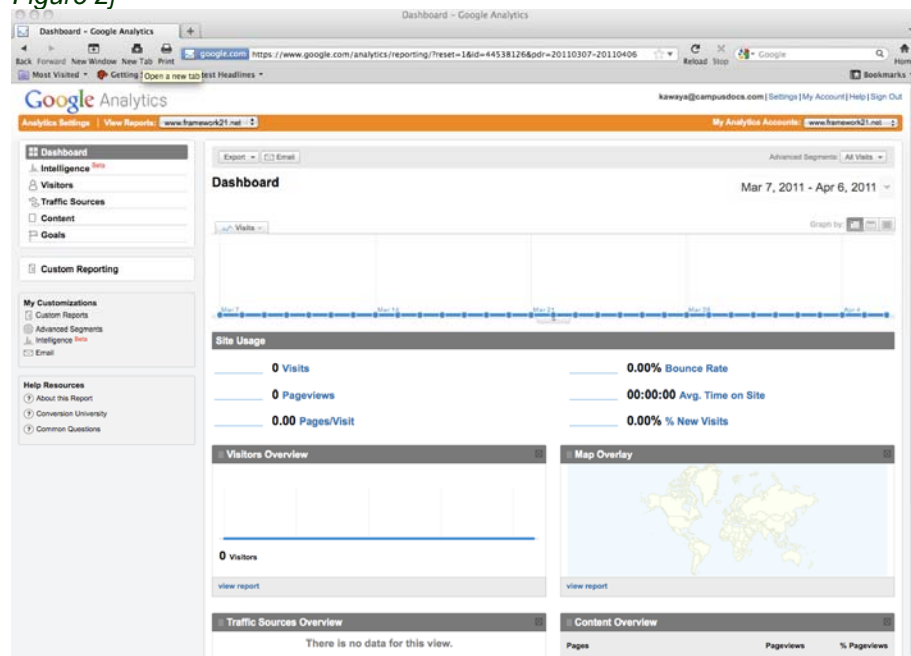 Figure 2j
Dashboard – Google Analytics
Dashboard – Google Analytics
Back Forward New Window New Tab Print google.com https://www.google.com/analytics/reporting/?reset=1&id=44538126&pdr=20110307-20110406 Reload Stop Google Hom
Most Visited Getting Open a new tab test Headlines Bookmarks
Google Analytics kawaya@campusdocs.com | Settings | My Account | Help | Sign Out
Analytics Settings | View Reports: www.framework21.net My Analytics Accounts: www.framework21.net
Dashboard
Intelligence Beta
Visitors
Traffic Sources
Content
Goals
Custom Reporting
My Customizations
Custom Reports
Advanced Segments
Intelligence Beta
Email
Help Resources
? About this Report
? Conversion University
? Common Questions
Export Email Advanced Segments: All Visits
Dashboard Mar 7, 2011 - Apr 6, 2011
Visits Graph by:
Mar 7 Mar 14 Mar 21 Mar 28 Apr 4
Site Usage
0 Visits 0.00% Bounce Rate
0 Pageviews 00:00:00 Avg. Time on Site
0.00 Pages/Visit 0.00% % New Visits
Visitors Overview Map Overlay
0 Visitors
view report view report
Traffic Sources Overview Content Overview
There is no data for this view. Pages Pageviews % Pageviews